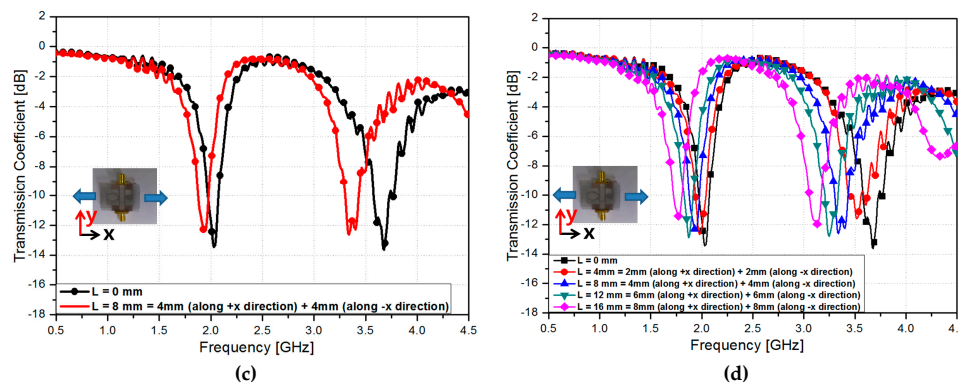 (c)
(d)
2
0
-2
-4
-6
-8
-10
-12
-14
-16
-18
Transmission Coefficient [dB]
y
x
L = 0 mm
L = 8 mm = 4mm (along +x direction) + 4mm (along -x direction)
0.5 1.0 1.5 2.0 2.5 3.0 3.5 4.0 4.5
Frequency [GHz]
(c)
2
0
-2
-4
-6
-8
-10
-12
-14
-16
-18
Transmission Coefficient [dB]
y
x
L = 0 mm
L = 4mm = 2mm (along +x direction) + 2mm (along -x direction)
L = 8 mm = 4mm (along +x direction) + 4mm (along -x direction)
L = 12 mm = 6mm (along +x direction) + 6mm (along -x direction)
L = 16 mm = 8mm (along +x direction) + 8mm (along -x direction)
0.5 1.0 1.5 2.0 2.5 3.0 3.5 4.0 4.
Frequency [GHz]
(d)